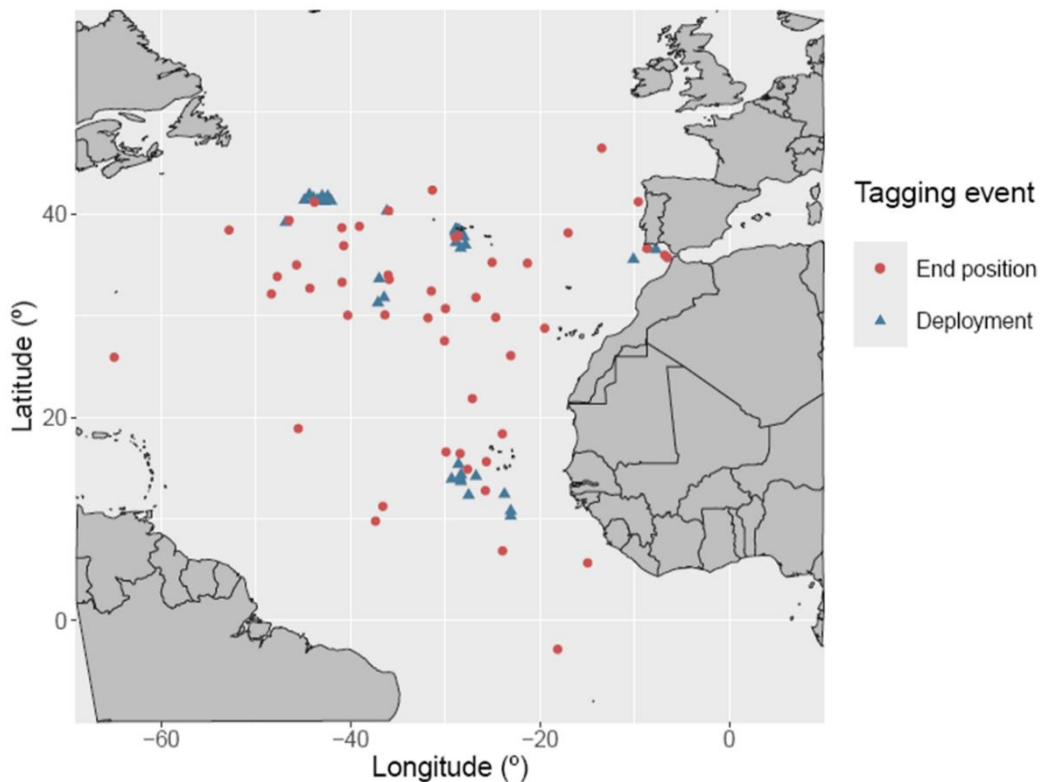 40
20
0
Latitude (º)
−60
−40
−20
0
Longitude (º)
Tagging event
End position
Deployment